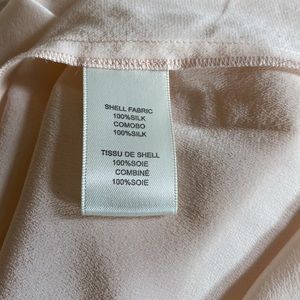 SHELL FABRIC
100%SILK
COMOBO
100%SILK
TISSU DE SHELL
100%SOIE
COMBINÉ
100%SOIE